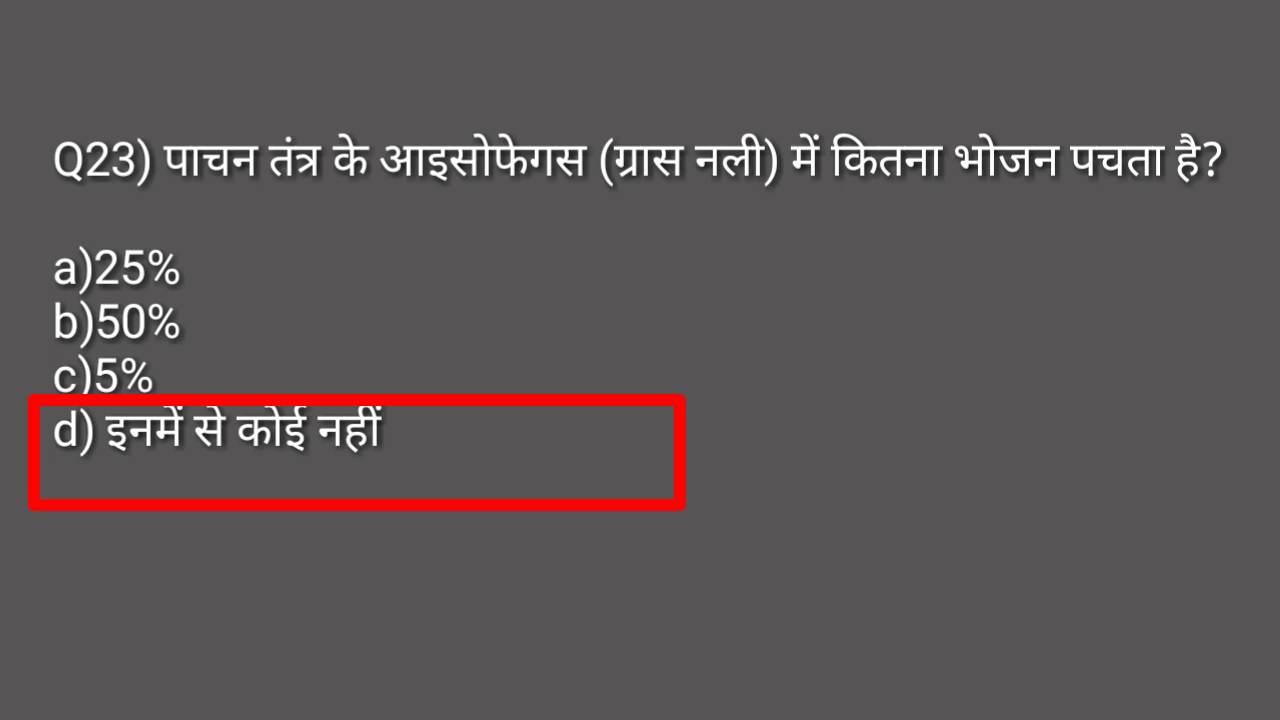 Q23) पाचन तंत्र के आइसोफेगस (ग्रास नली) में कितना भोजन पचता है?
a)25%
b)50%
c)5%
d) इनमें से कोई नहीं